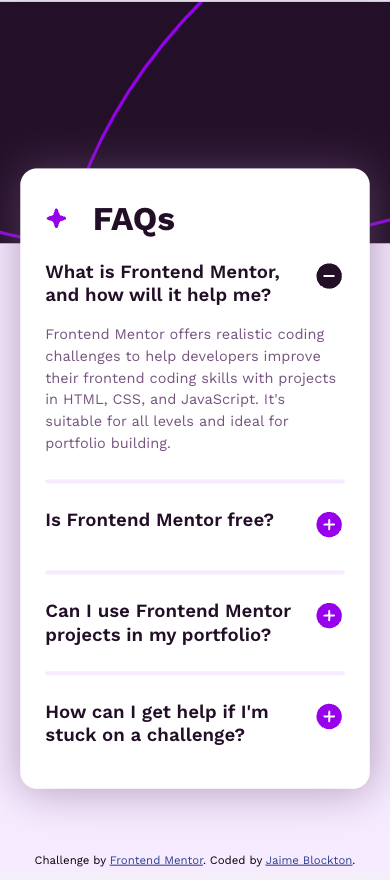 FAQs
What is Frontend Mentor,
and how will it help me?
Frontend Mentor offers realistic coding
challenges to help developers improve
their frontend coding skills with projects
in HTML, CSS, and JavaScript. It's
suitable for all levels and ideal for
portfolio building.
Is Frontend Mentor free?
Can I use Frontend Mentor
projects in my portfolio?
How can I get help if I'm
stuck on a challenge?
Challenge by Frontend Mentor. Coded by Jaime Blockton.